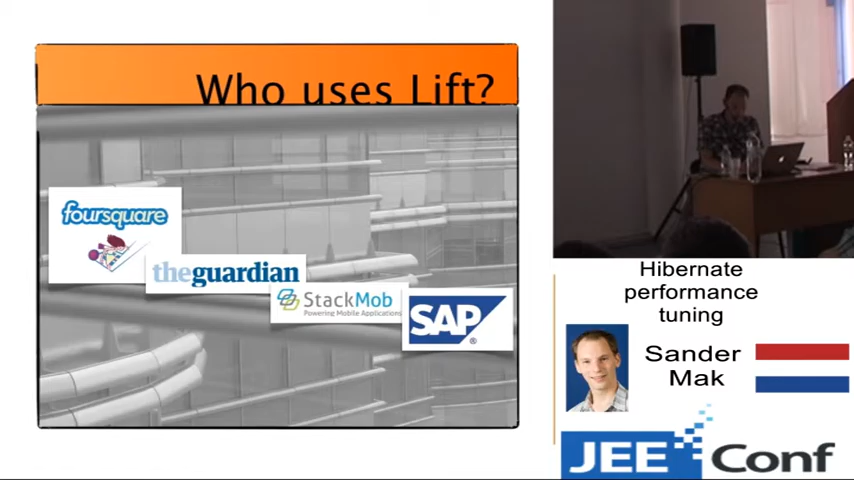 Who uses Lift?
foursquare
theguardian
StackMob
Powering Mobile Applications
SAP
®
Hibernate
performance
tuning
Sander
Mak
JEE Conf